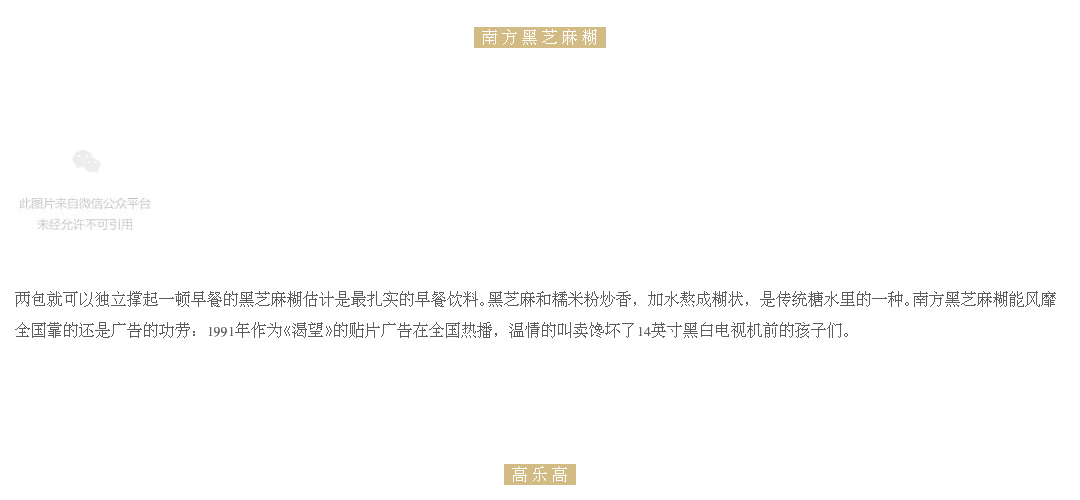 南方黑芝麻糊
此图片来自微信公众平台
未经允许不可引用
两包就可以独立撑起一顿早餐的黑芝麻糊估计是最扎实的早餐饮料。黑芝麻和糯米粉炒香，加水熬成糊状，是传统糖水里的一种。南方黑芝麻糊能风靡
全国靠的还是广告的功劳：1991年作为《渴望》的贴片广告在全国热播，温情的叫卖馋坏了14英寸黑白电视机前的孩子们。
高乐高